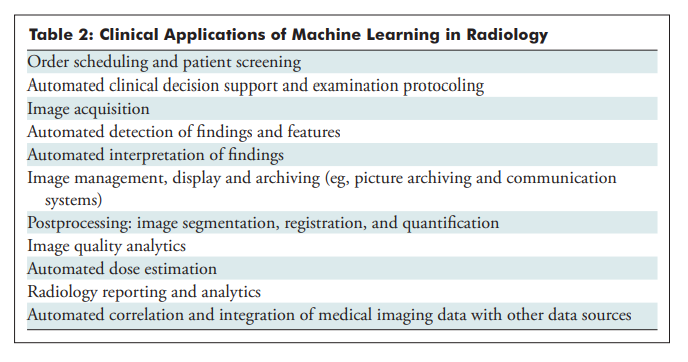 Table 2: Clinical Applications of Machine Learning in Radiology
Order scheduling and patient screening
Automated clinical decision support and examination protocoling
Image acquisition
Automated detection of findings and features
Automated interpretation of findings
Image management, display and archiving (eg, picture archiving and communication
systems)
Postprocessing: image segmentation, registration, and quantification
Image quality analytics
Automated dose estimation
Radiology reporting and analytics
Automated correlation and integration of medical imaging data with other data sources